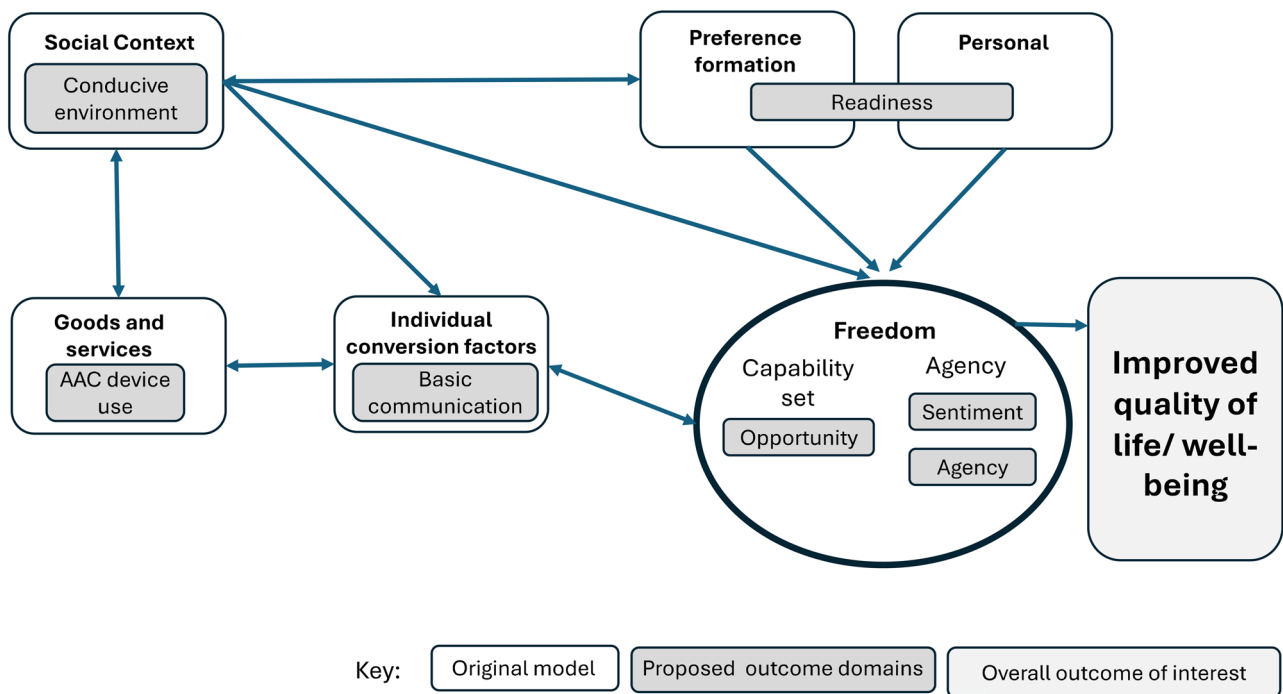 Social Context
Conducive
environment
Preference
formation
Personal
Readiness
Goods and
services
AAC device
use
Individual
conversion factors
Basic
communication
Freedom
Capability
set
Opportunity
Agency
Sentiment
Agency
Improved
quality of
life/ well-
being
Key:
Original model
Proposed outcome domains
Overall outcome of interest